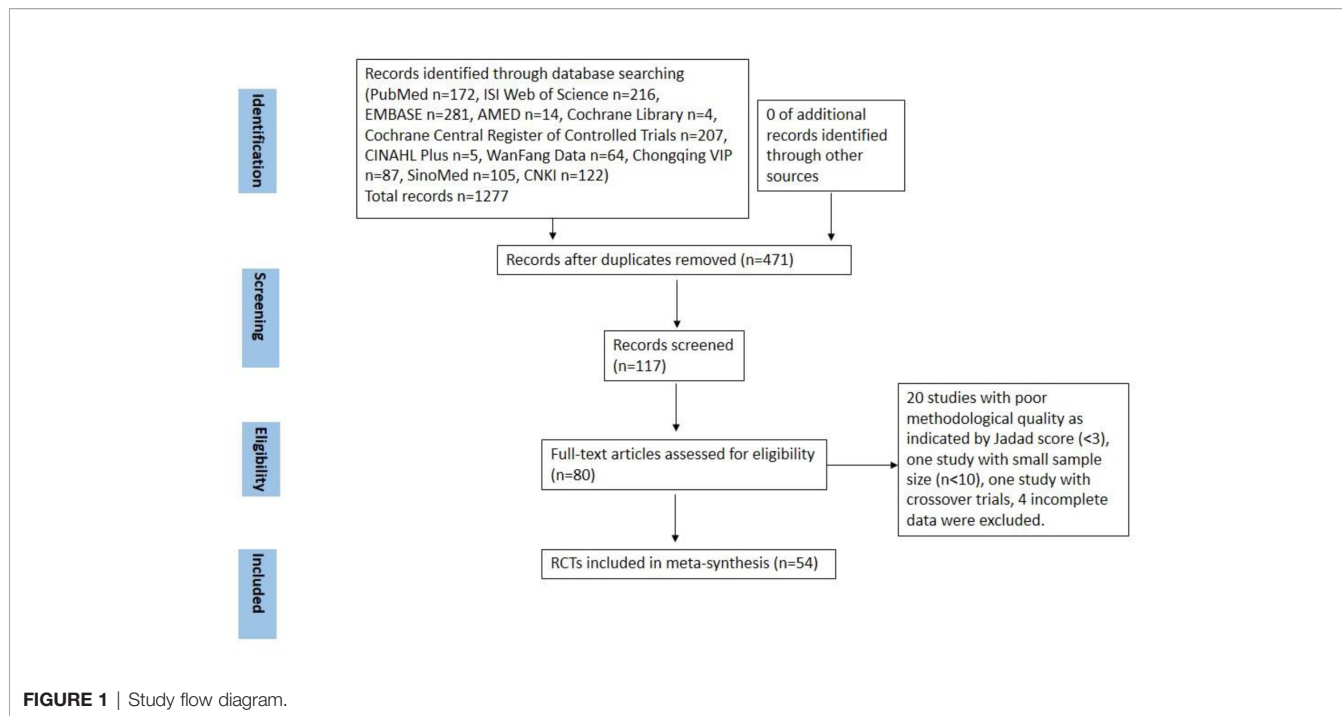 Identification
Records identified through database searching
(PubMed n=172, ISI Web of Science n=216,
EMBASE n=281, AMED n=14, Cochrane Library n=4,
Cochrane Central Register of Controlled Trials n=207,
CINAHL Plus n=5, WanFang Data n=64, Chongqing VIP
n=87, SinoMed n=105, CNKI n=122)
Total records n=1277
0 of additional
records identified
through other
sources
Screening
Records after duplicates removed (n=471)
Records screened
(n=117)
Eligibility
Full-text articles assessed for eligibility
(n=80)
20 studies with poor
methodological quality as
indicated by Jadad score (<3),
one study with small sample
size (n<10), one study with
crossover trials, 4 incomplete
data were excluded.
Included
RCTs included in meta-synthesis (n=54)
FIGURE 1 | Study flow diagram.